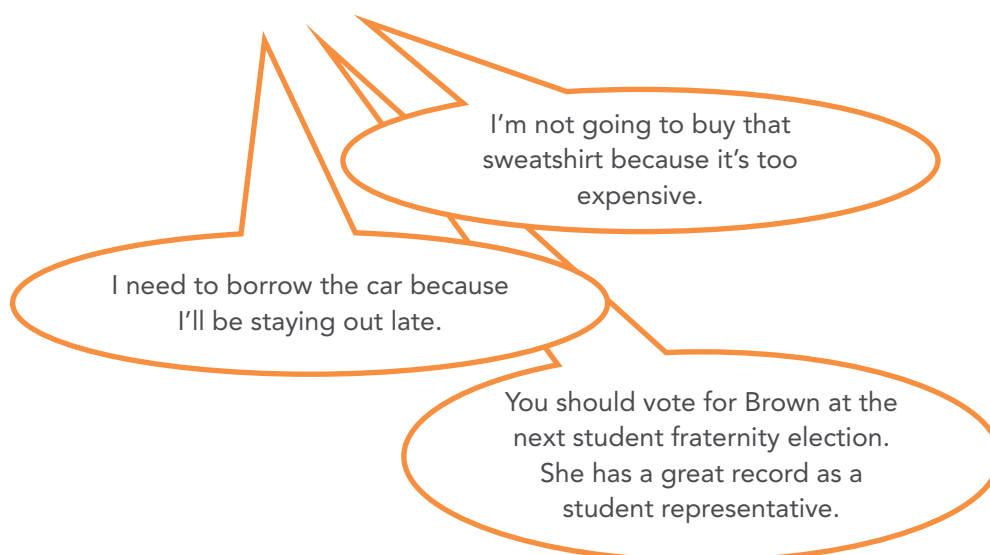 I'm not going to buy that
sweatshirt because it's too
expensive.
I need to borrow the car because
I'll be staying out late.
You should vote for Brown at the
next student fraternity election.
She has a great record as a
student representative.